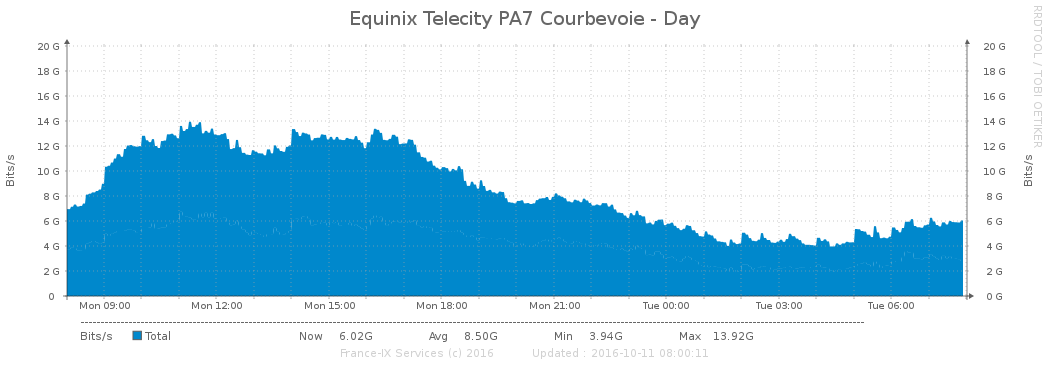 Equinix Telecity PA7 Courbevoie - Day
RRDTOOL / TOBI OETIKER
Bits/s
20 G
18 G
16 G
14 G
12 G
10 G
8 G
6 G
4 G
2 G
0
20 G
18 G
16 G
14 G
12 G
10 G
8 G
6 G
4 G
2 G
0 G
Bits/s
Mon 09:00 Mon 12:00 Mon 15:00 Mon 18:00 Mon 21:00 Tue 00:00 Tue 03:00 Tue 06:00
Bits/s Total Now 6.02G Avg 8.50G Min 3.94G Max 13.92G
France-IX Services (c) 2016 Updated : 2016-10-11 08:00:11